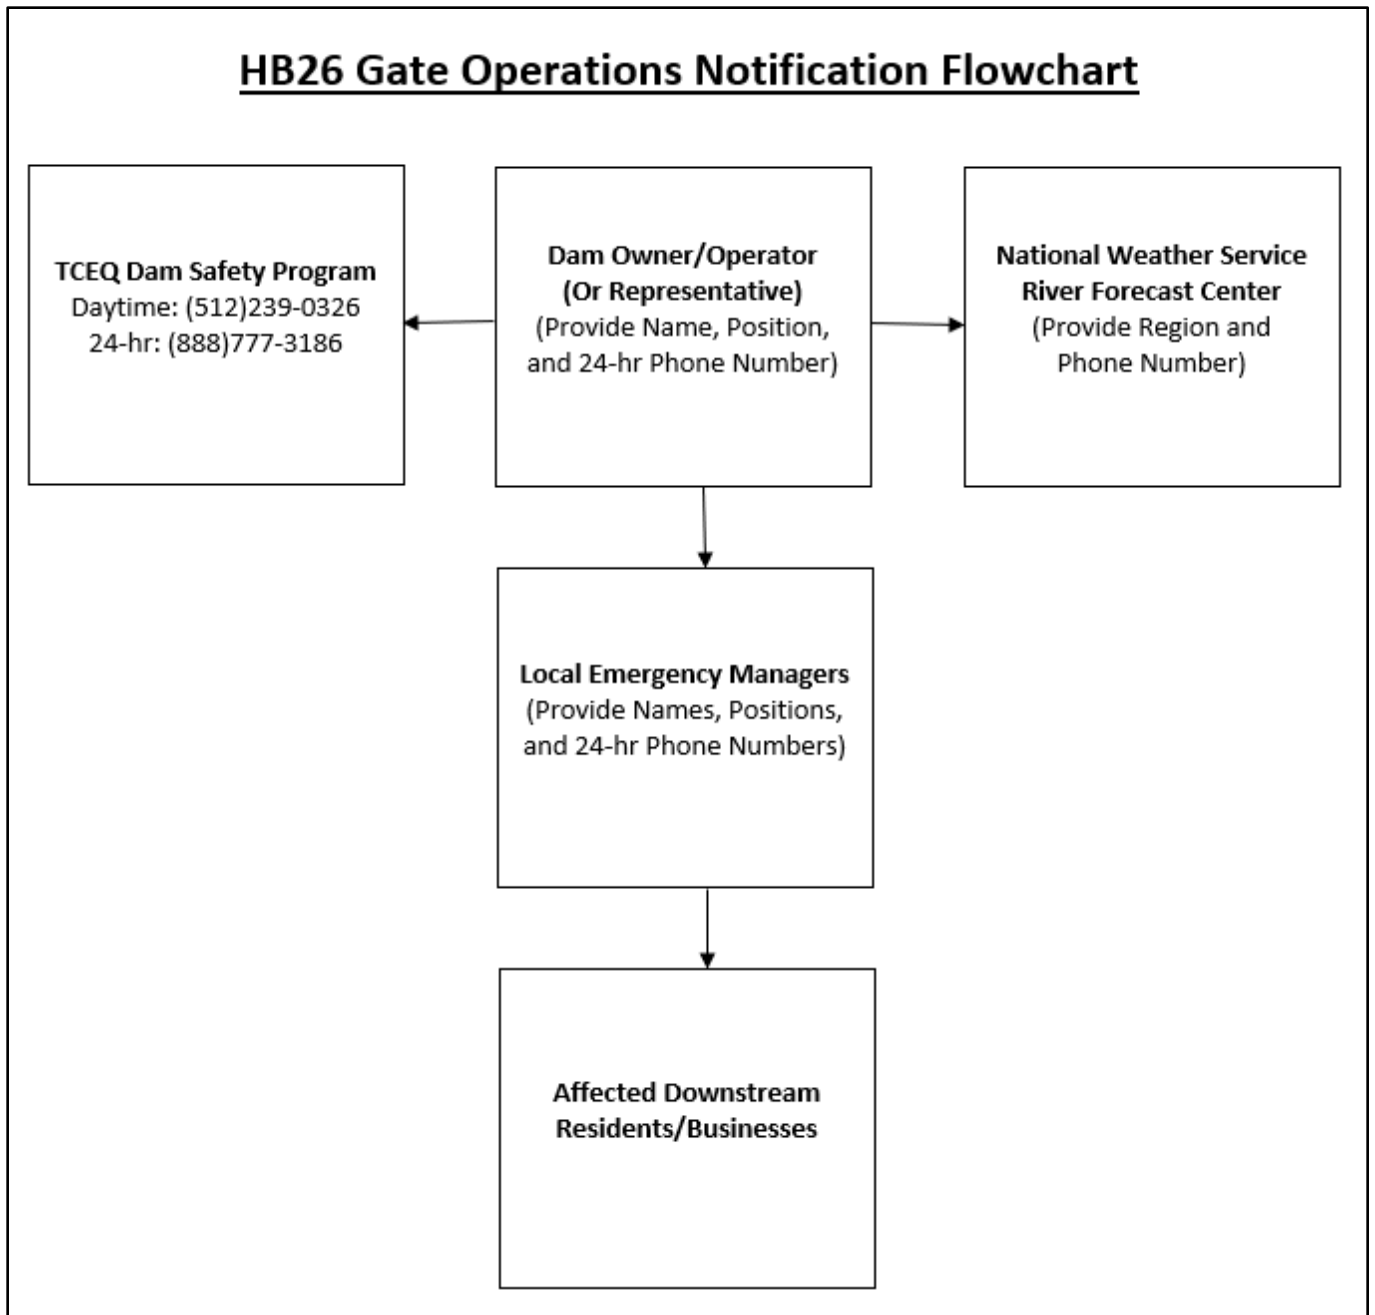 HB26 Gate Operations Notification Flowchart
TCEQ Dam Safety Program
Daytime: (512)239-0326
24-hr: (888)777-3186
Dam Owner/Operator
(Or Representative)
(Provide Name, Position,
and 24-hr Phone Number)
National Weather Service
River Forecast Center
(Provide Region and
Phone Number)
Local Emergency Managers
(Provide Names, Positions,
and 24-hr Phone Numbers)
Affected Downstream
Residents/Businesses